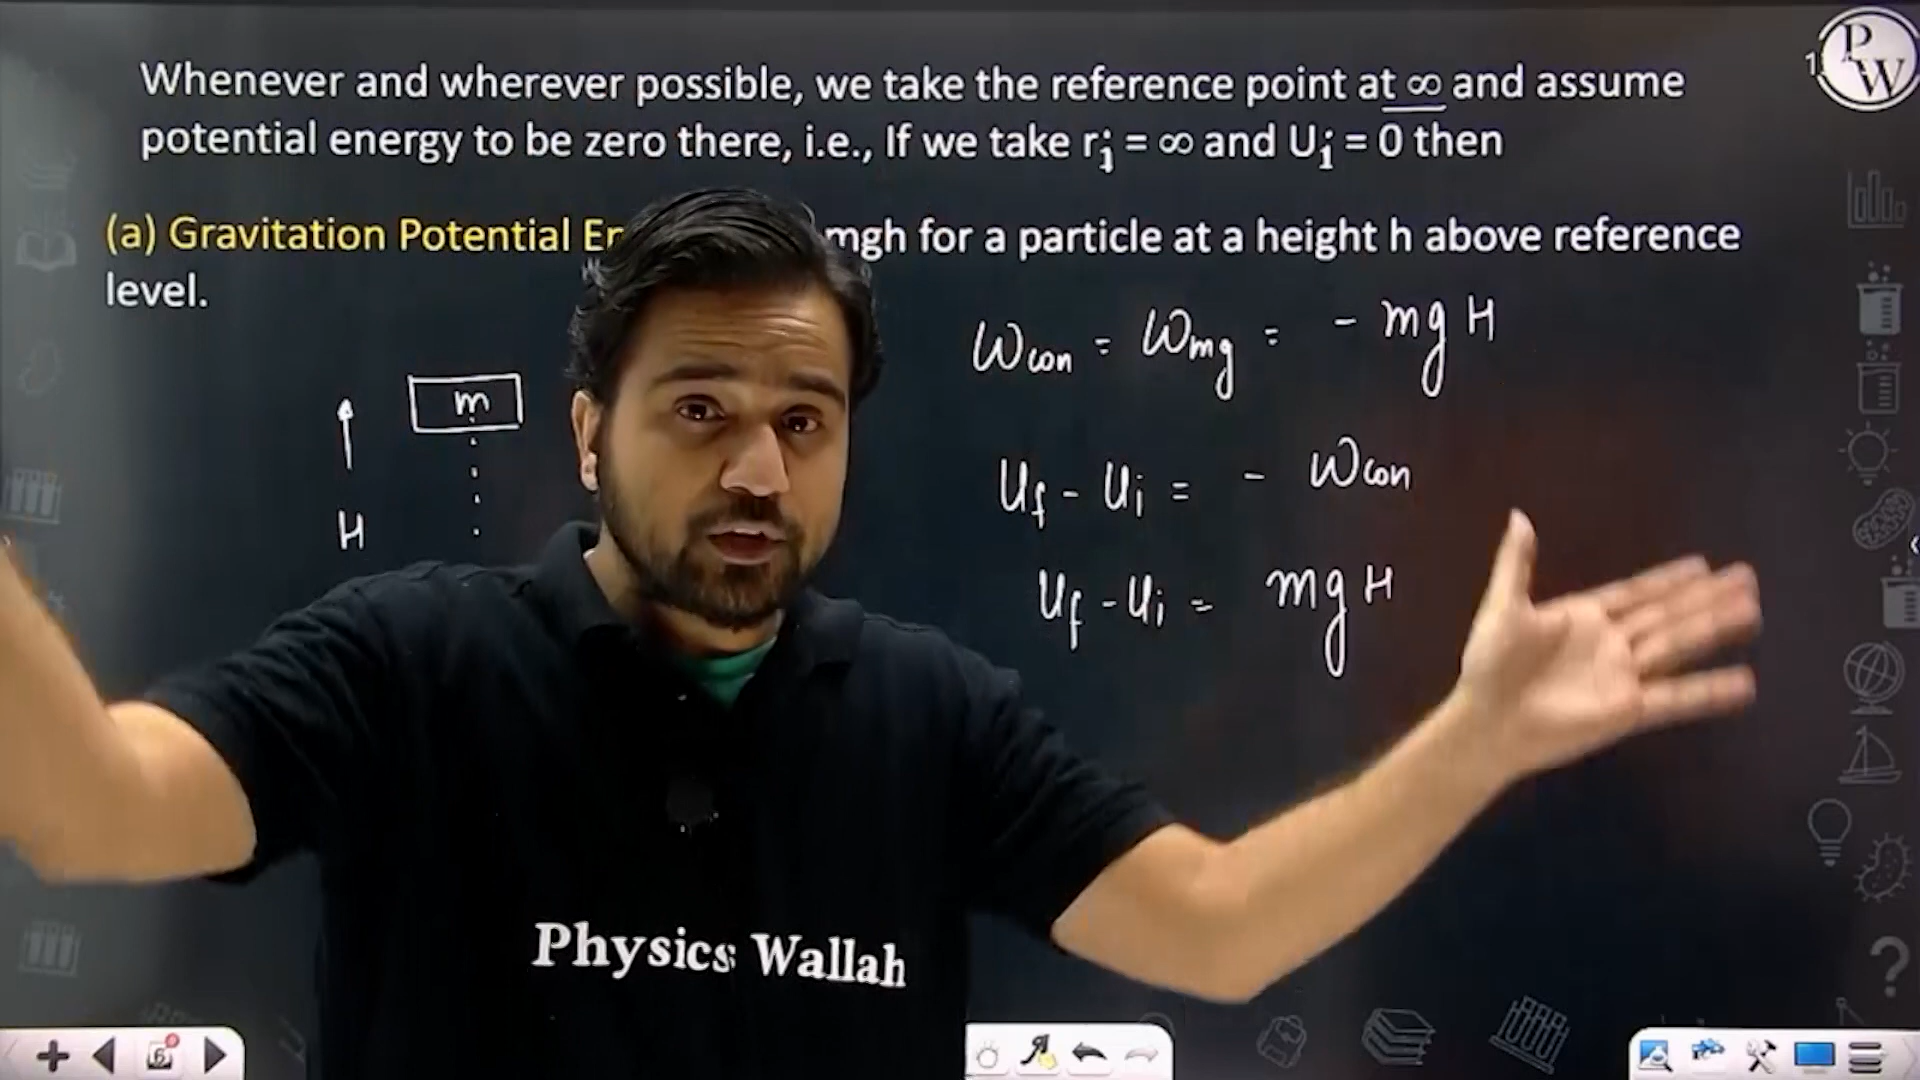 Whenever and wherever possible, we take the reference point at ∞ and assume
potential energy to be zero there, i.e., If we take ri = ∞ and Ui = 0 then
PW
(a) Gravitation Potential mgh for a particle at a height h above reference
level.
m
H
Wcon = Wmg = - mgH
Uf - Ui = - Wcon
Uf - Ui = mgH
Physics Wallah
6
?